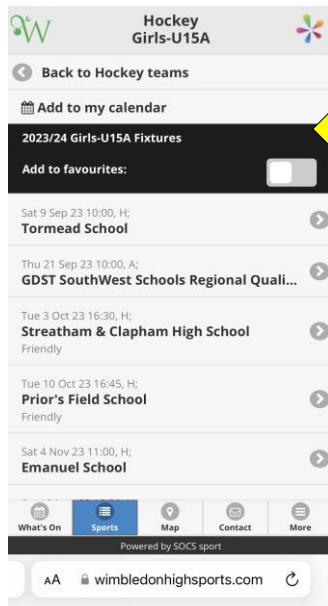 W
Hockey
Girls-U15A
Back to Hockey teams
Add to my calendar
2023/24 Girls-U15A Fixtures
Add to favourites:
Sat 9 Sep 23 10:00, H;
Tormead School
Thu 21 Sep 23 10:00, A;
GDST SouthWest Schools Regional Quali...
Tue 3 Oct 23 16:30, H;
Streatham & Clapham High School
Friendly
Tue 10 Oct 23 16:45, H;
Prior's Field School
Friendly
Sat 4 Nov 23 11:00, H;
Emanuel School
What's On Sports Map Contact More
Powered by SOCS sport
AA wimbledonhighsports.com